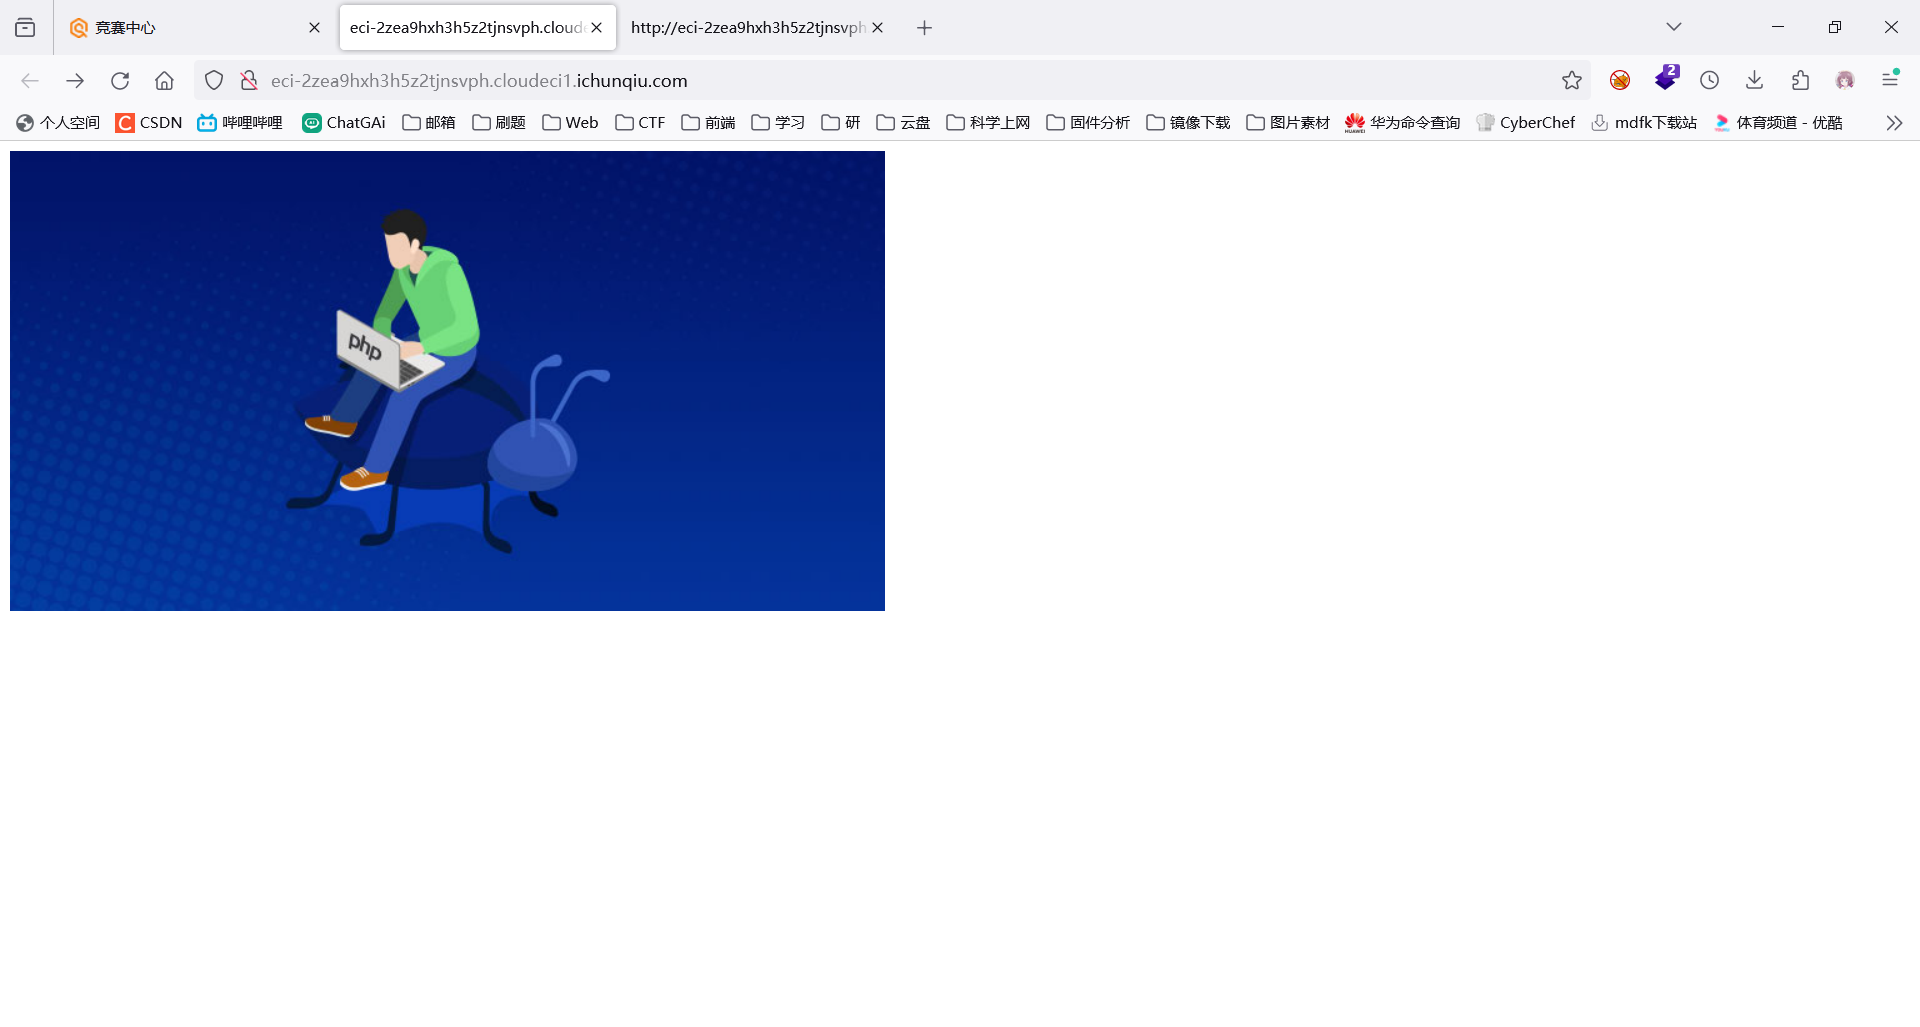 竞赛中心
eci-2zea9hxh3h5z2tjnsvph.cloude
http://eci-2zea9hxh3h5z2tjnsvph
eci-2zea9hxh3h5z2tjnsvph.cloudeci1.ichunqiu.com
2
个人空间 CSDN 哔哩哔哩 ChatGAi 邮箱 刷题 Web CTF 前端 学习 研 云盘 科学上网 固件分析 镜像下载 图片素材 华为命令查询 CyberChef mdfk下载站 体育频道 - 优酷
php